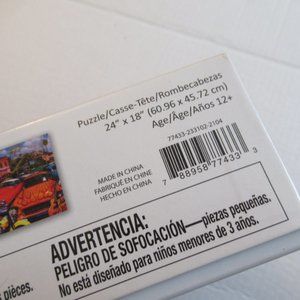 Puzzle/Casse-Tête/Rombecabezas
24" x 18" (60.96 x 45.72 cm)
Age/Âge/Años 12+
77433-233102-2104
MADE IN CHINA
FABRIQUÉ EN CHINE
HECHO EN CHINA
7 88958 77433 3
ADVERTENCIA:
PELIGRO DE SOFOCACIÓN—piezas pequeñas.
No está diseñado para niños menores de 3 años.
pièces.